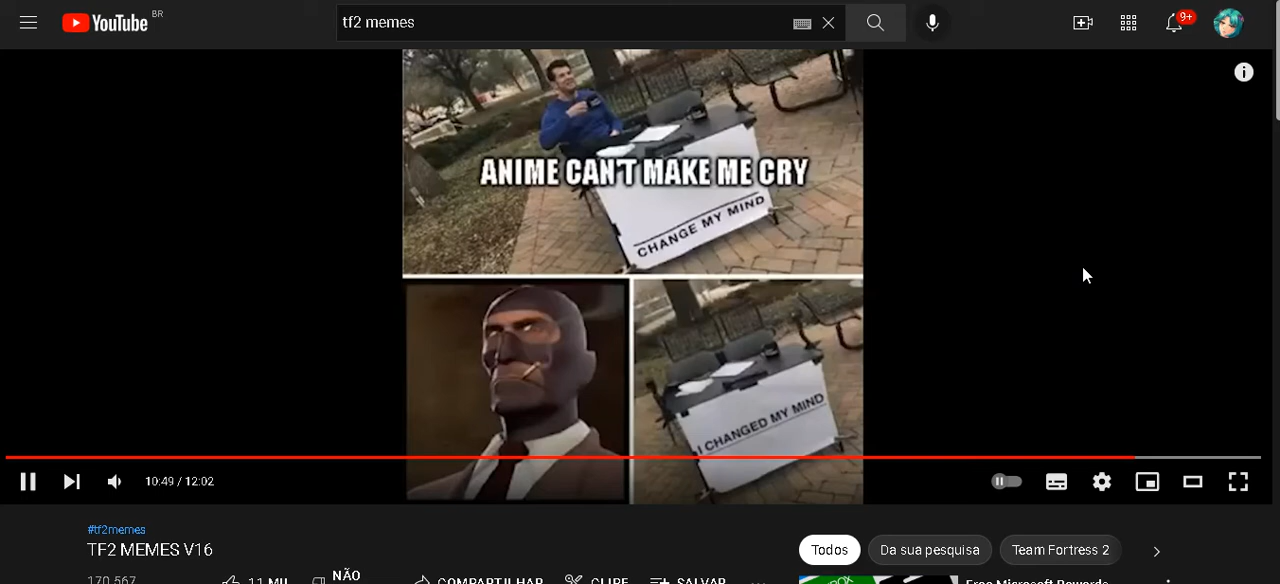 YouTube BR
tf2 memes
9+
ANIME CAN'T MAKE ME CRY
CHANGE MY MIND
I CHANGED MY MIND
10:49 / 12:02
#tf2memes
TF2 MEMES V16
Todos
Da sua pesquisa
Team Fortress 2
170.567
11 MIL
NÃO
COMPARTILHAR
CLIPE
SALVAR
Free Microsoft Rewards